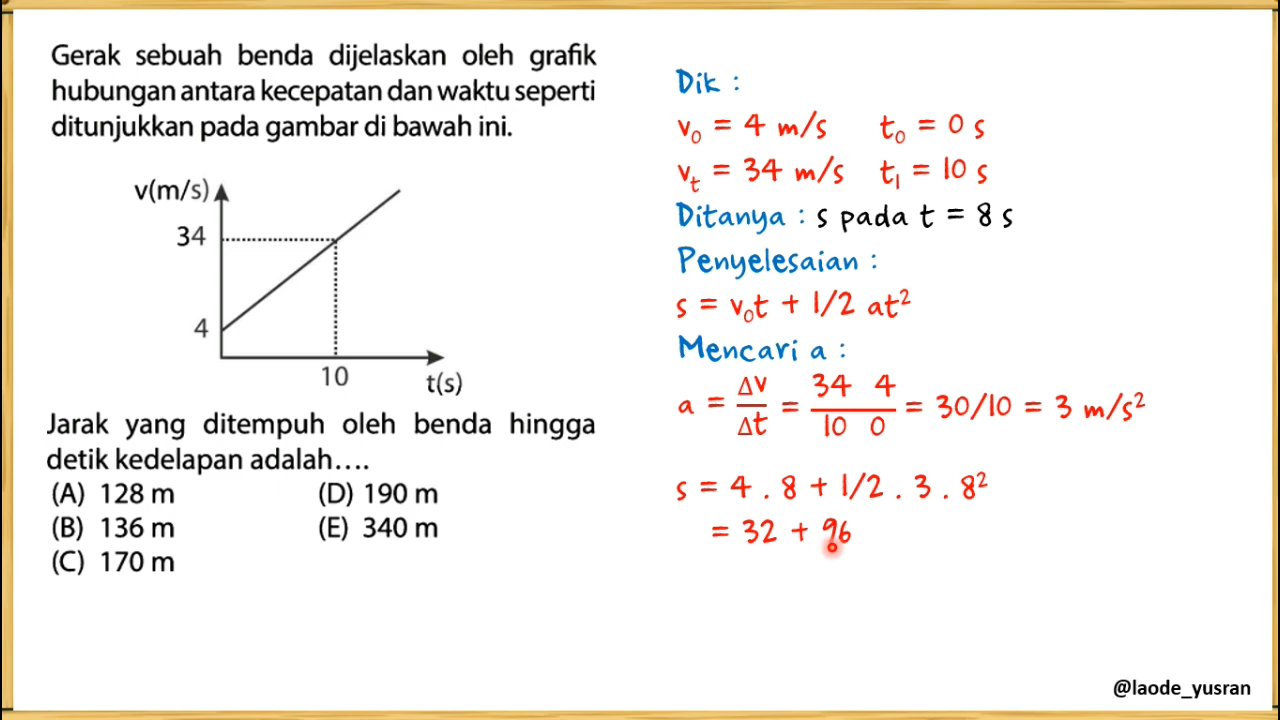 Gerak sebuah benda dijelaskan oleh grafik
hubungan antara kecepatan dan waktu seperti
ditunjukkan pada gambar di bawah ini.
v(m/s)
34
4
10
t(s)
Jarak yang ditempuh oleh benda hingga
detik kedelapan adalah....
(A) 128 m
(B) 136 m
(C) 170 m
(D) 190 m
(E) 340 m
Dik :
v₀ = 4 m/s t₀ = 0 s
vₜ = 34 m/s t₁ = 10 s
Ditanya : s pada t = 8 s
Penyelesaian :
s = v₀t + 1/2 at²
Mencari a :
a = Δv/Δt = 34 4/10 0 = 30/10 = 3 m/s²
s = 4 . 8 + 1/2 . 3 . 8²
= 32 + 96
@laode_yusran